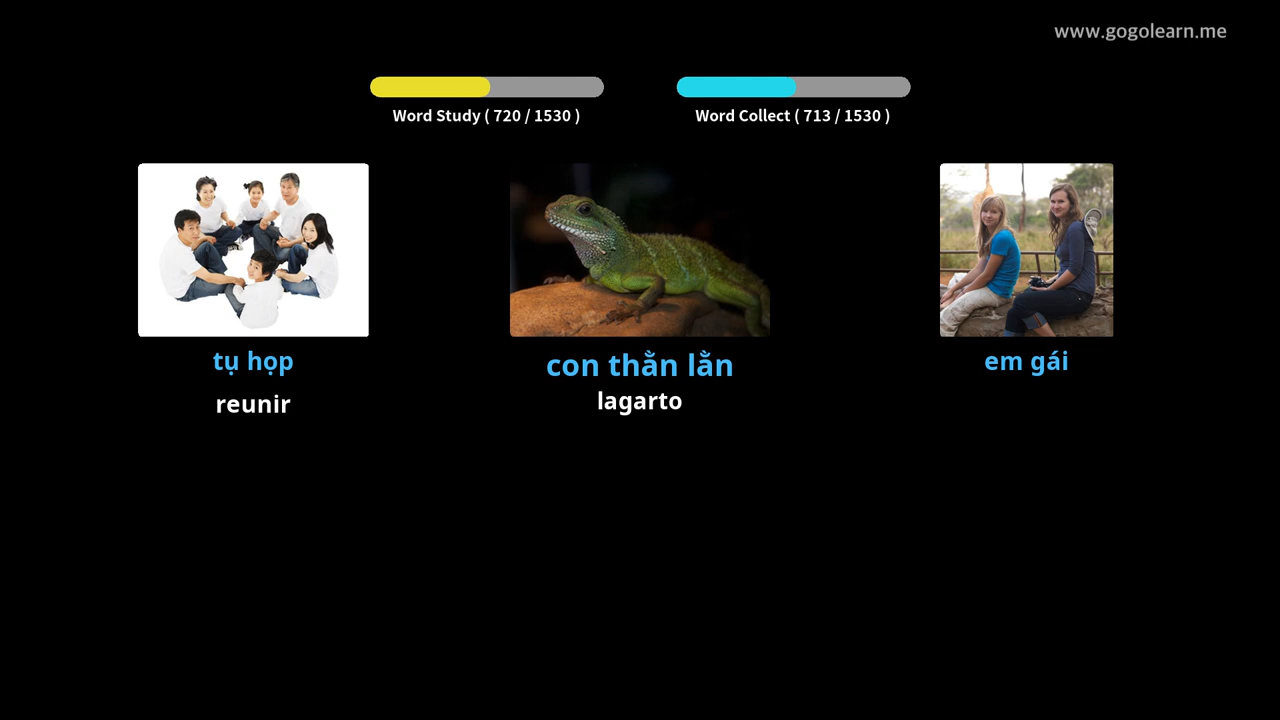 www.gogolearn.me
Word Study ( 720 / 1530 )
Word Collect ( 713 / 1530 )
tụ họp
reunir
con thằn lằn
lagarto
em gái